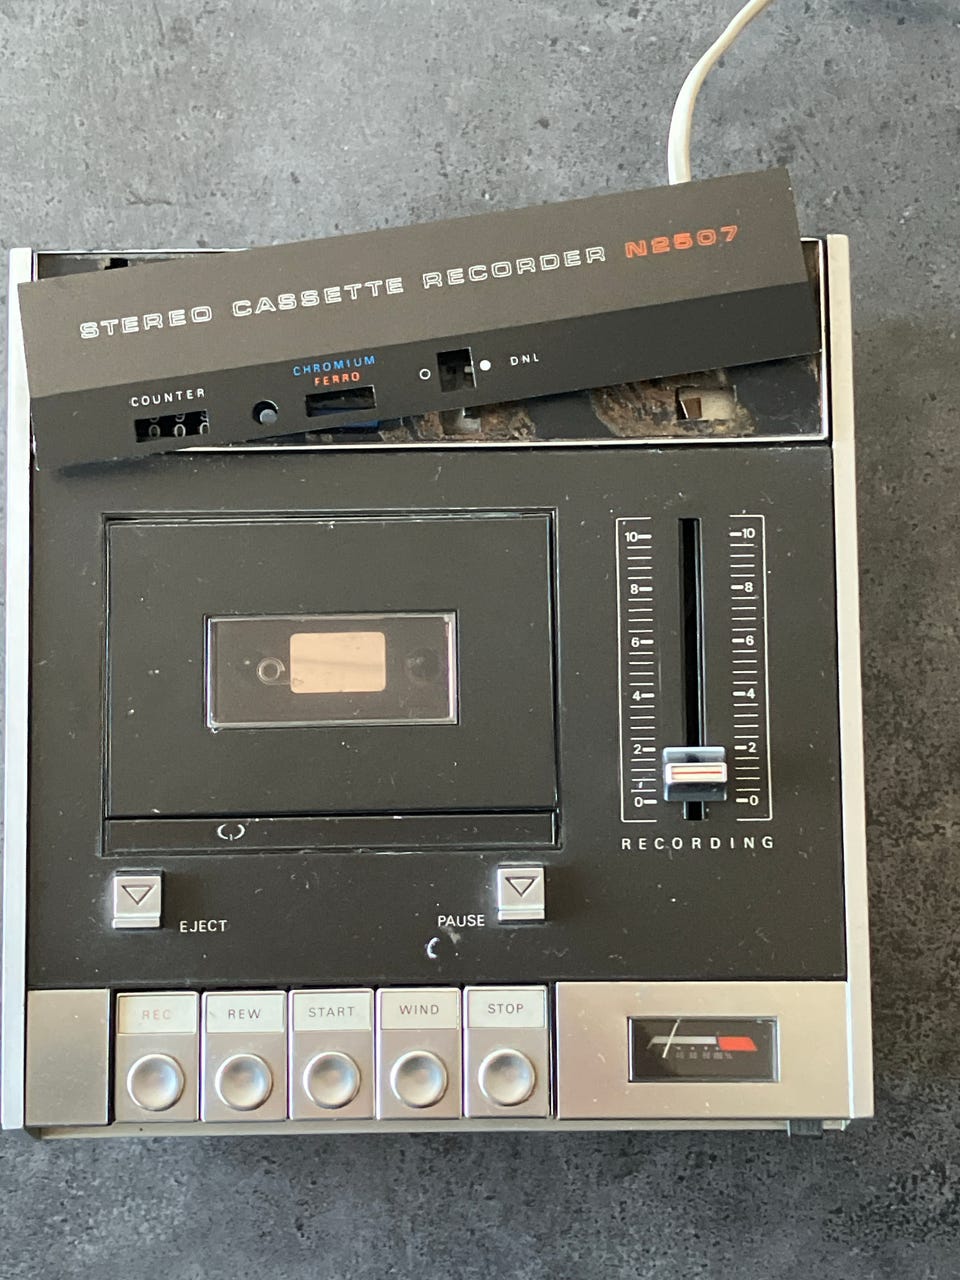 STEREO CASSETTE RECORDER N2507
CHROMIUM
FERRO
DNL
COUNTER
000
10 10
8 8
6 6
4 4
2 2
0 0
RECORDING
EJECT
PAUSE
REC REW START WIND STOP